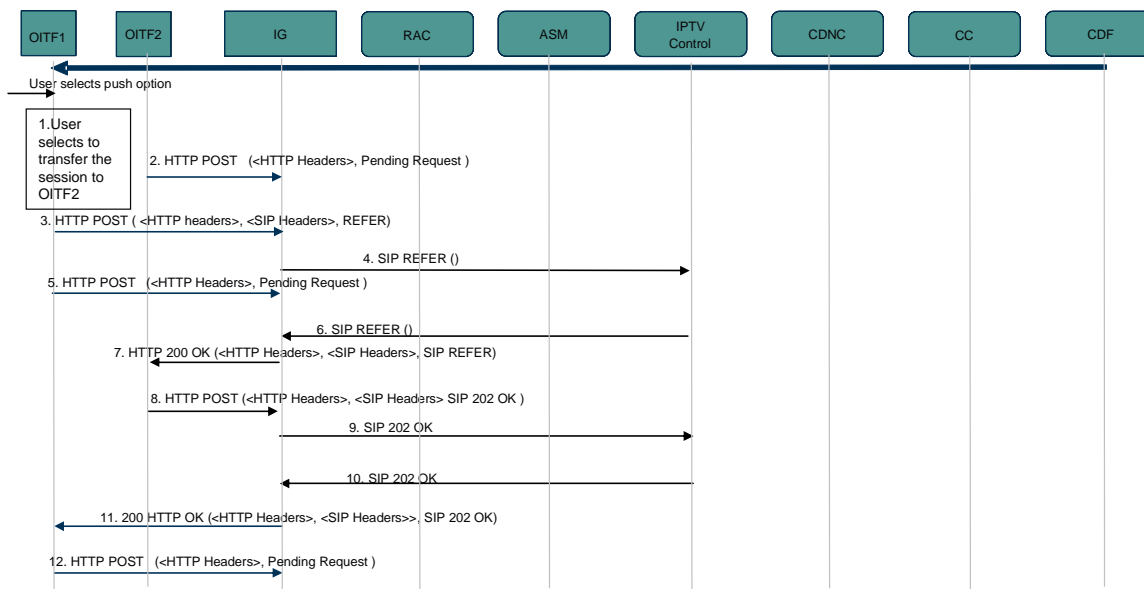 OITF1
OITF2
IG
RAC
ASM
IPTV
Control
CDNC
CC
CDF
User selects push option
1.User
selects to
transfer the
session to
OITF2
2. HTTP POST (<HTTP Headers>, Pending Request )
3. HTTP POST ( <HTTP headers>, <SIP Headers>, REFER)
4. SIP REFER ()
5. HTTP POST (<HTTP Headers>, Pending Request )
6. SIP REFER ()
7. HTTP 200 OK (<HTTP Headers>, <SIP Headers>, SIP REFER)
8. HTTP POST (<HTTP Headers>, <SIP Headers> SIP 202 OK )
9. SIP 202 OK
10. SIP 202 OK
11. 200 HTTP OK (<HTTP Headers>, <SIP Headers>>, SIP 202 OK)
12. HTTP POST (<HTTP Headers>, Pending Request )